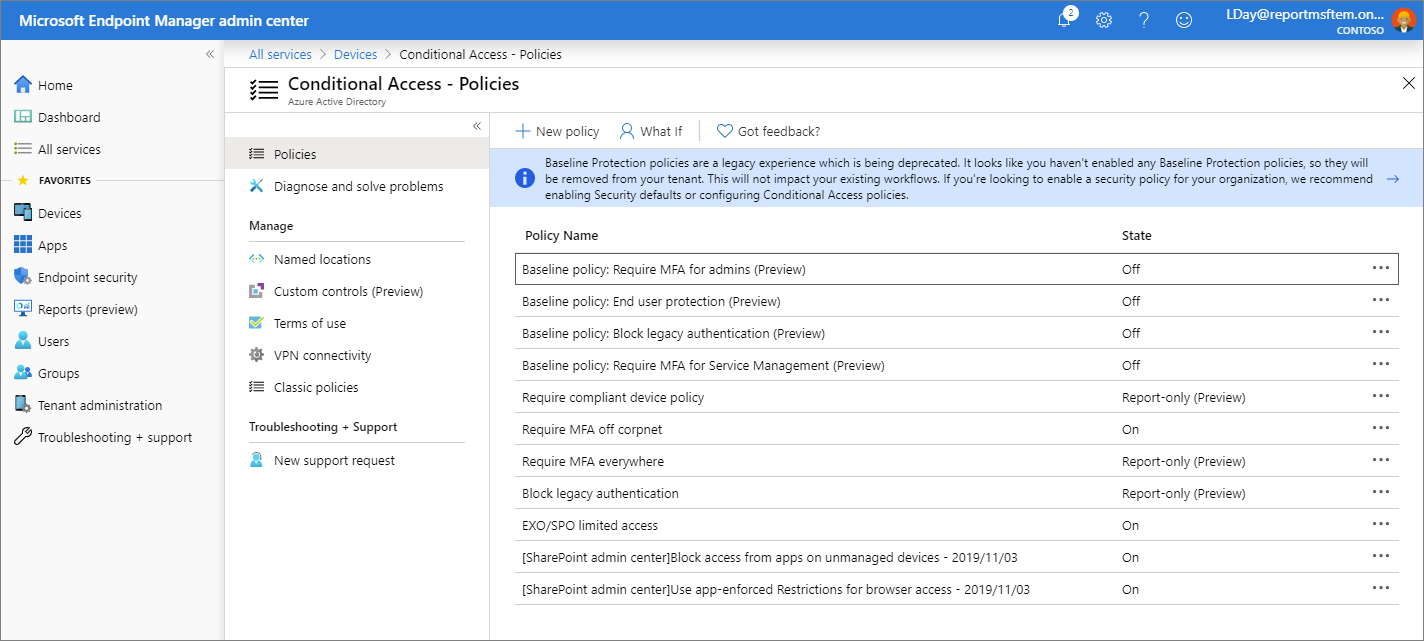 Microsoft Endpoint Manager admin center
2
LDay@reportmsftem.on...
CONTOSO
Home
Dashboard
All services
FAVORITES
Devices
Apps
Endpoint security
Reports (preview)
Users
Groups
Tenant administration
Troubleshooting + support
All services > Devices > Conditional Access - Policies
Conditional Access - Policies
Azure Active Directory
Policies
Diagnose and solve problems
Manage
Named locations
Custom controls (Preview)
Terms of use
VPN connectivity
Classic policies
Troubleshooting + Support
New support request
New policy What If Got feedback?
Baseline Protection policies are a legacy experience which is being deprecated. It looks like you haven't enabled any Baseline Protection policies, so they will
be removed from your tenant. This will not impact your existing workflows. If you're looking to enable a security policy for your organization, we recommend
enabling Security defaults or configuring Conditional Access policies.
Policy Name State
Baseline policy: Require MFA for admins (Preview) Off
Baseline policy: End user protection (Preview) Off
Baseline policy: Block legacy authentication (Preview) Off
Baseline policy: Require MFA for Service Management (Preview) Off
Require compliant device policy Report-only (Preview)
Require MFA off corpnet On
Require MFA everywhere Report-only (Preview)
Block legacy authentication Report-only (Preview)
EXO/SPO limited access On
[SharePoint admin center]Block access from apps on unmanaged devices - 2019/11/03 On
[SharePoint admin center]Use app-enforced Restrictions for browser access - 2019/11/03 On